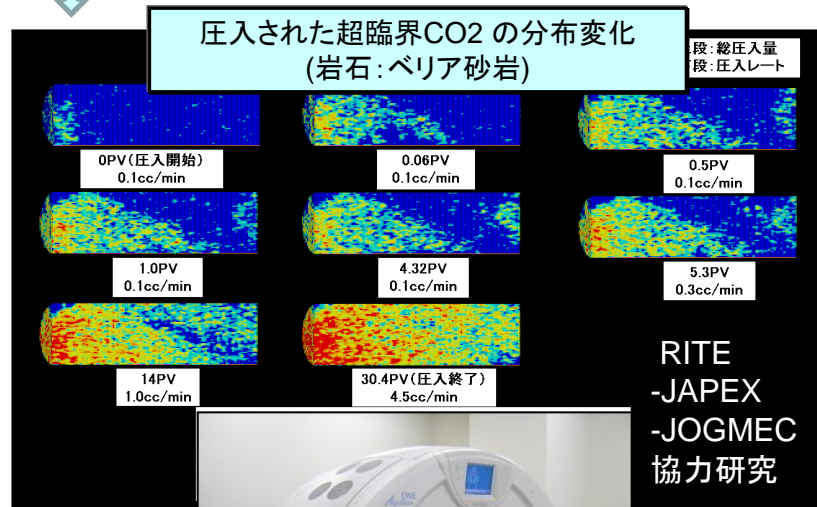 圧入された超臨界CO2 の分布変化
(岩石：ベリア砂岩)
段：総圧入量
段：圧入レート
0PV（圧入開始）
0.1cc/min
0.06PV
0.1cc/min
0.5PV
0.1cc/min
1.0PV
0.1cc/min
4.32PV
0.1cc/min
5.3PV
0.3cc/min
14PV
1.0cc/min
30.4PV（圧入終了）
4.5cc/min
RITE
-JAPEX
-JOGMEC
協力研究
ONE